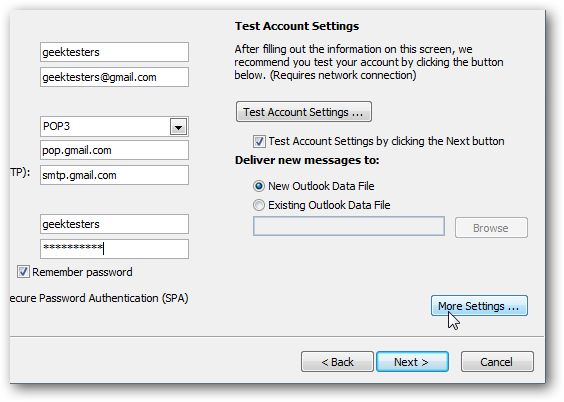 Test Account Settings
geektesters
geektesters@gmail.com
After filling out the information on this screen, we
recommend you test your account by clicking the button
below. (Requires network connection)
Test Account Settings ...
POP3
Test Account Settings by clicking the Next button
pop.gmail.com
Deliver new messages to:
TP): smtp.gmail.com
New Outlook Data File
Existing Outlook Data File
geektesters
Browse
**********
Remember password
ecure Password Authentication (SPA)
More Settings ...
< Back
Next >
Cancel